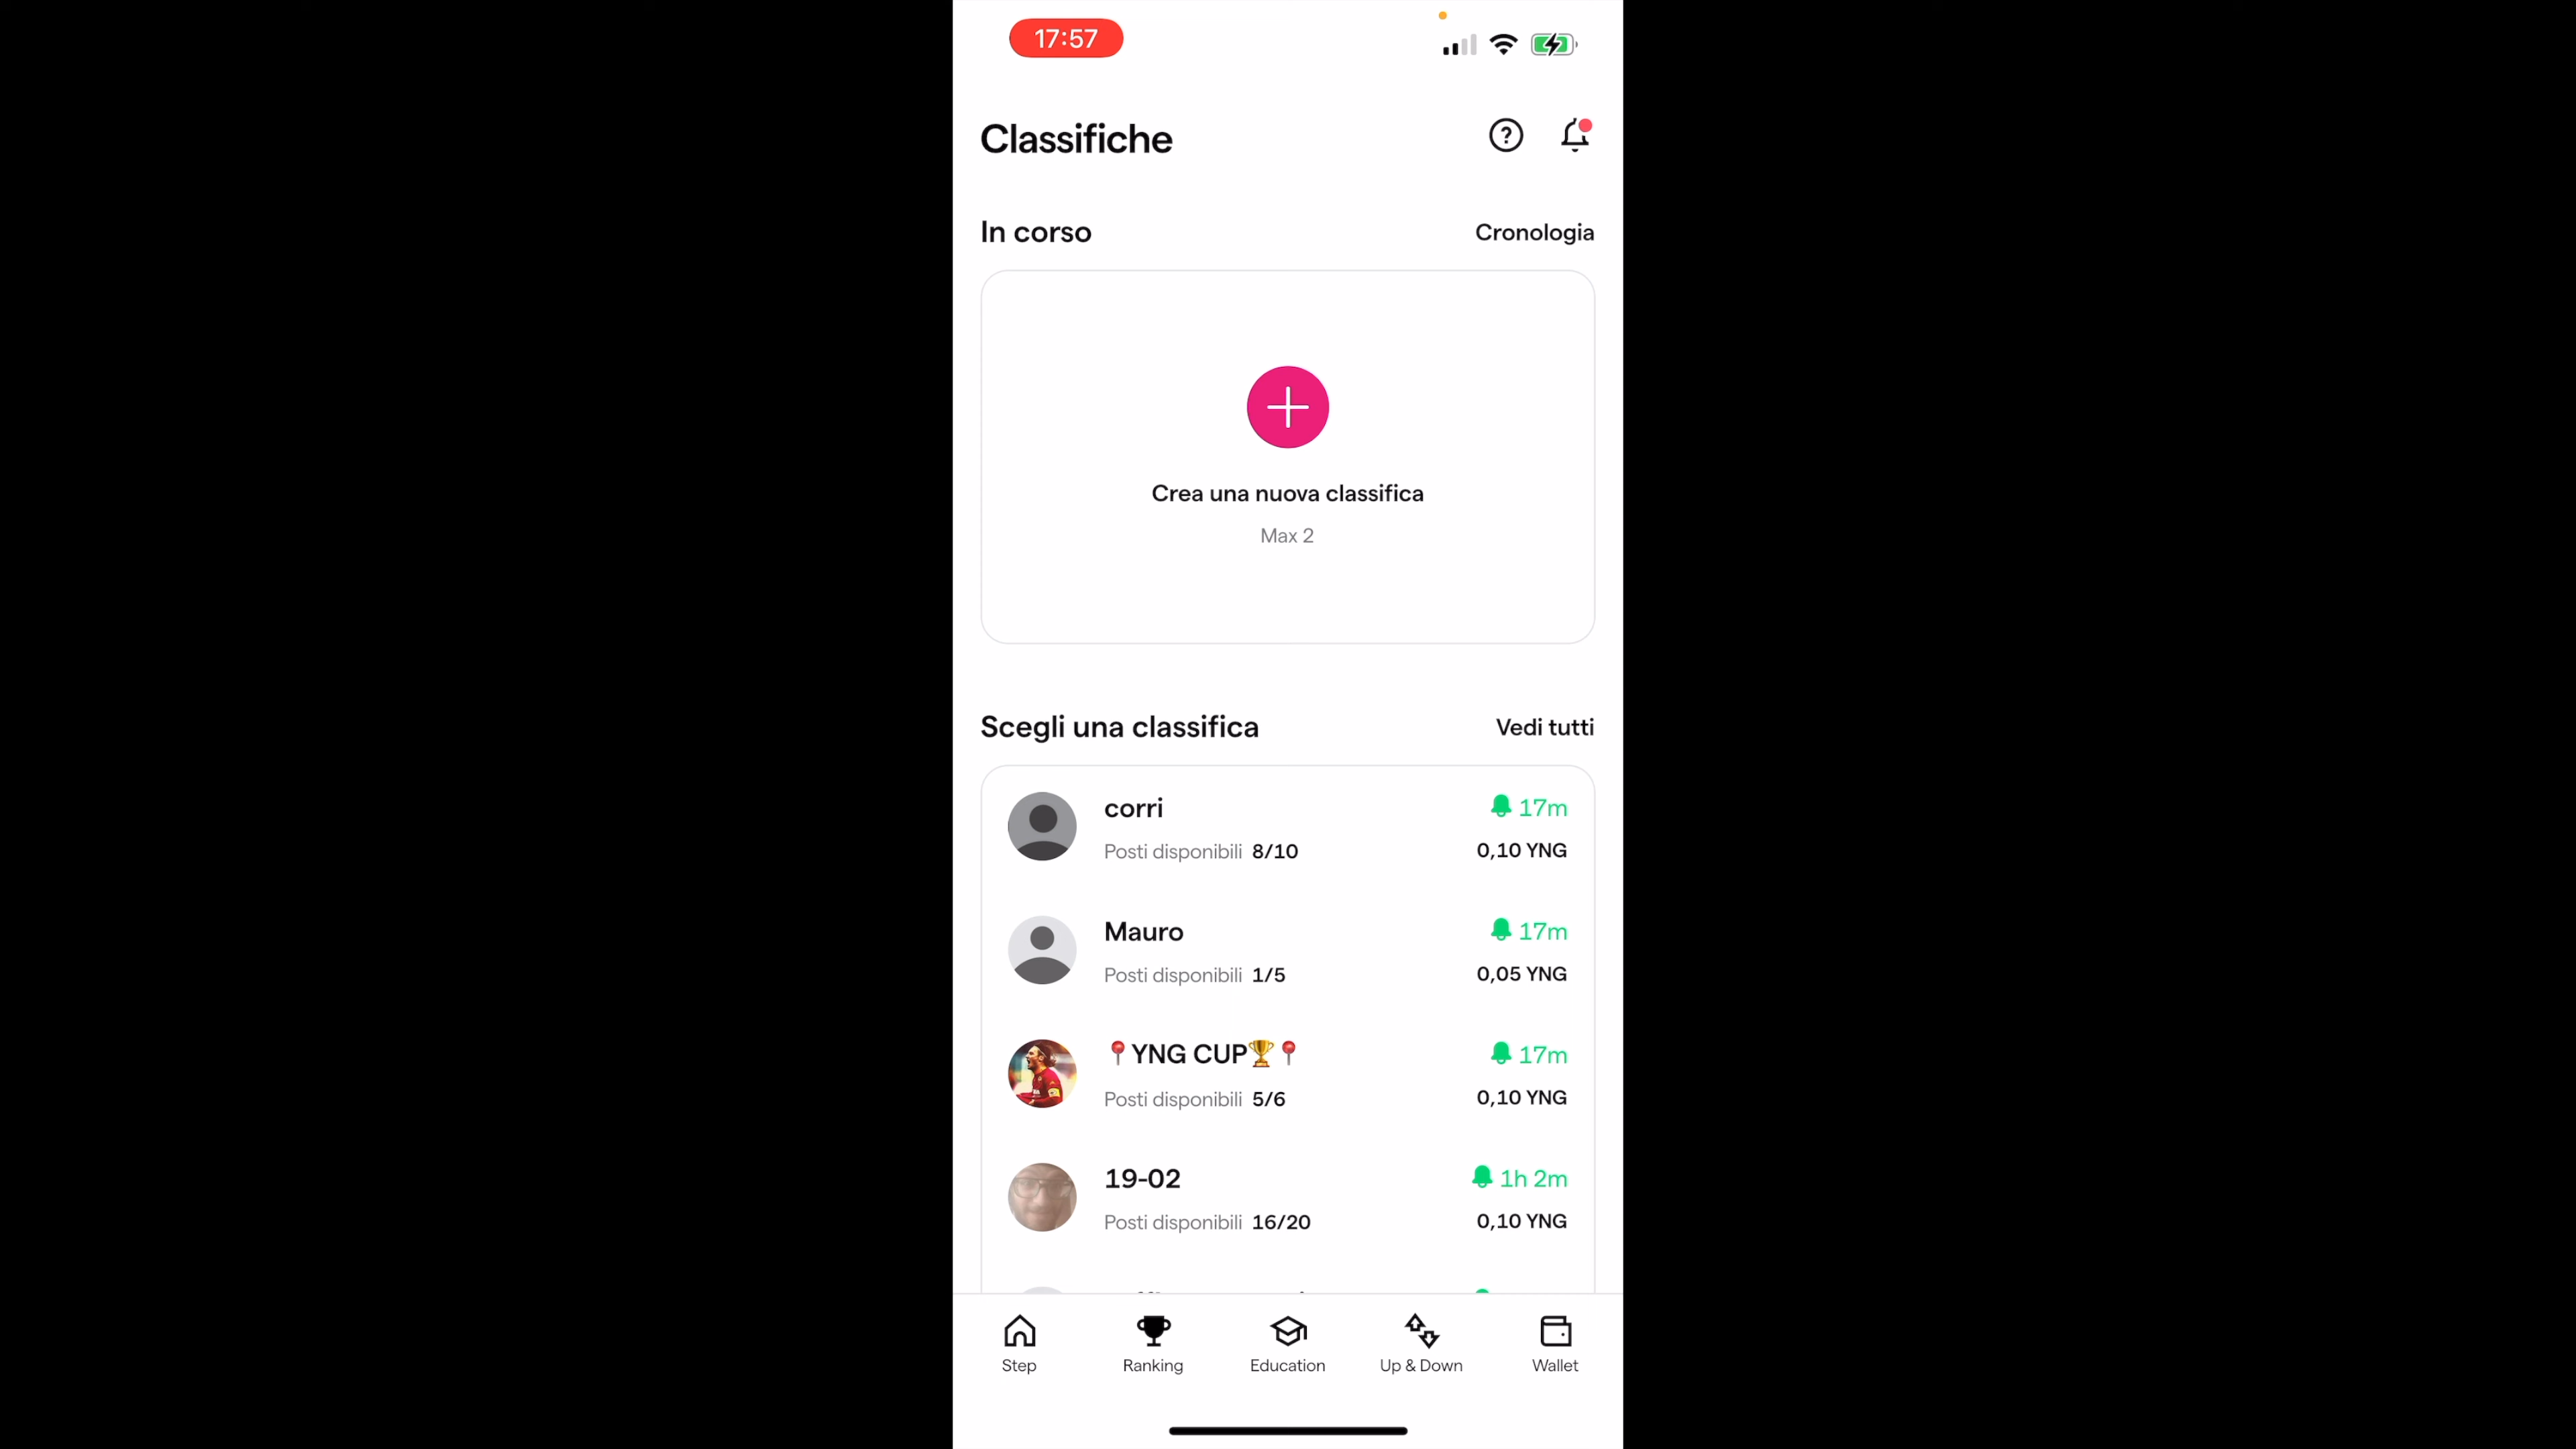 17:57
Classifiche
In corso
Cronologia
Crea una nuova classifica
Max 2
Scegli una classifica
Vedi tutti
corri
17m
Posti disponibili 8/10
0,10 YNG
Mauro
17m
Posti disponibili 1/5
0,05 YNG
📍YNG CUP🏆📍
17m
Posti disponibili 5/6
0,10 YNG
19-02
1h 2m
Posti disponibili 16/20
0,10 YNG
Step
Ranking
Education
Up & Down
Wallet